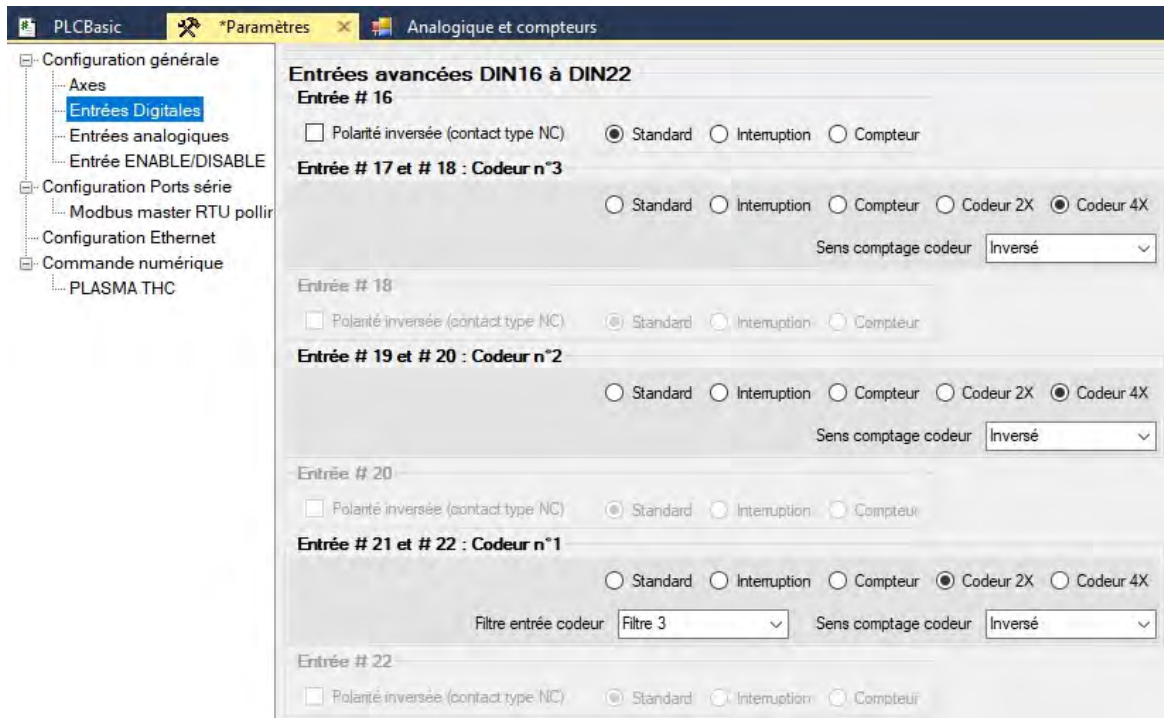 PLCBasic *Paramètres Analogique et compteurs
Configuration générale
Axes
Entrées Digitales
Entrées analogiques
Entrée ENABLE/DISABLE
Configuration Ports série
Modbus master RTU pollir
Configuration Ethernet
Commande numérique
PLASMA THC
Entrées avancées DIN16 à DIN22
Entrée # 16
Polarité inversée (contact type NC) Standard Interruption Compteur
Entrée # 17 et # 18 : Codeur n°3
Standard Interruption Compteur Codeur 2X Codeur 4X
Sens comptage codeur Inversé
Entrée # 18
Polarité inversée (contact type NC) Standard Interruption Compteur
Entrée # 19 et # 20 : Codeur n°2
Standard Interruption Compteur Codeur 2X Codeur 4X
Sens comptage codeur Inversé
Entrée # 20
Polarité inversée (contact type NC) Standard Interruption Compteur
Entrée # 21 et # 22 : Codeur n°1
Standard Interruption Compteur Codeur 2X Codeur 4X
Filtre entrée codeur Filtre 3 Sens comptage codeur Inversé
Entrée # 22
Polarité inversée (contact type NC) Standard Interruption Compteur